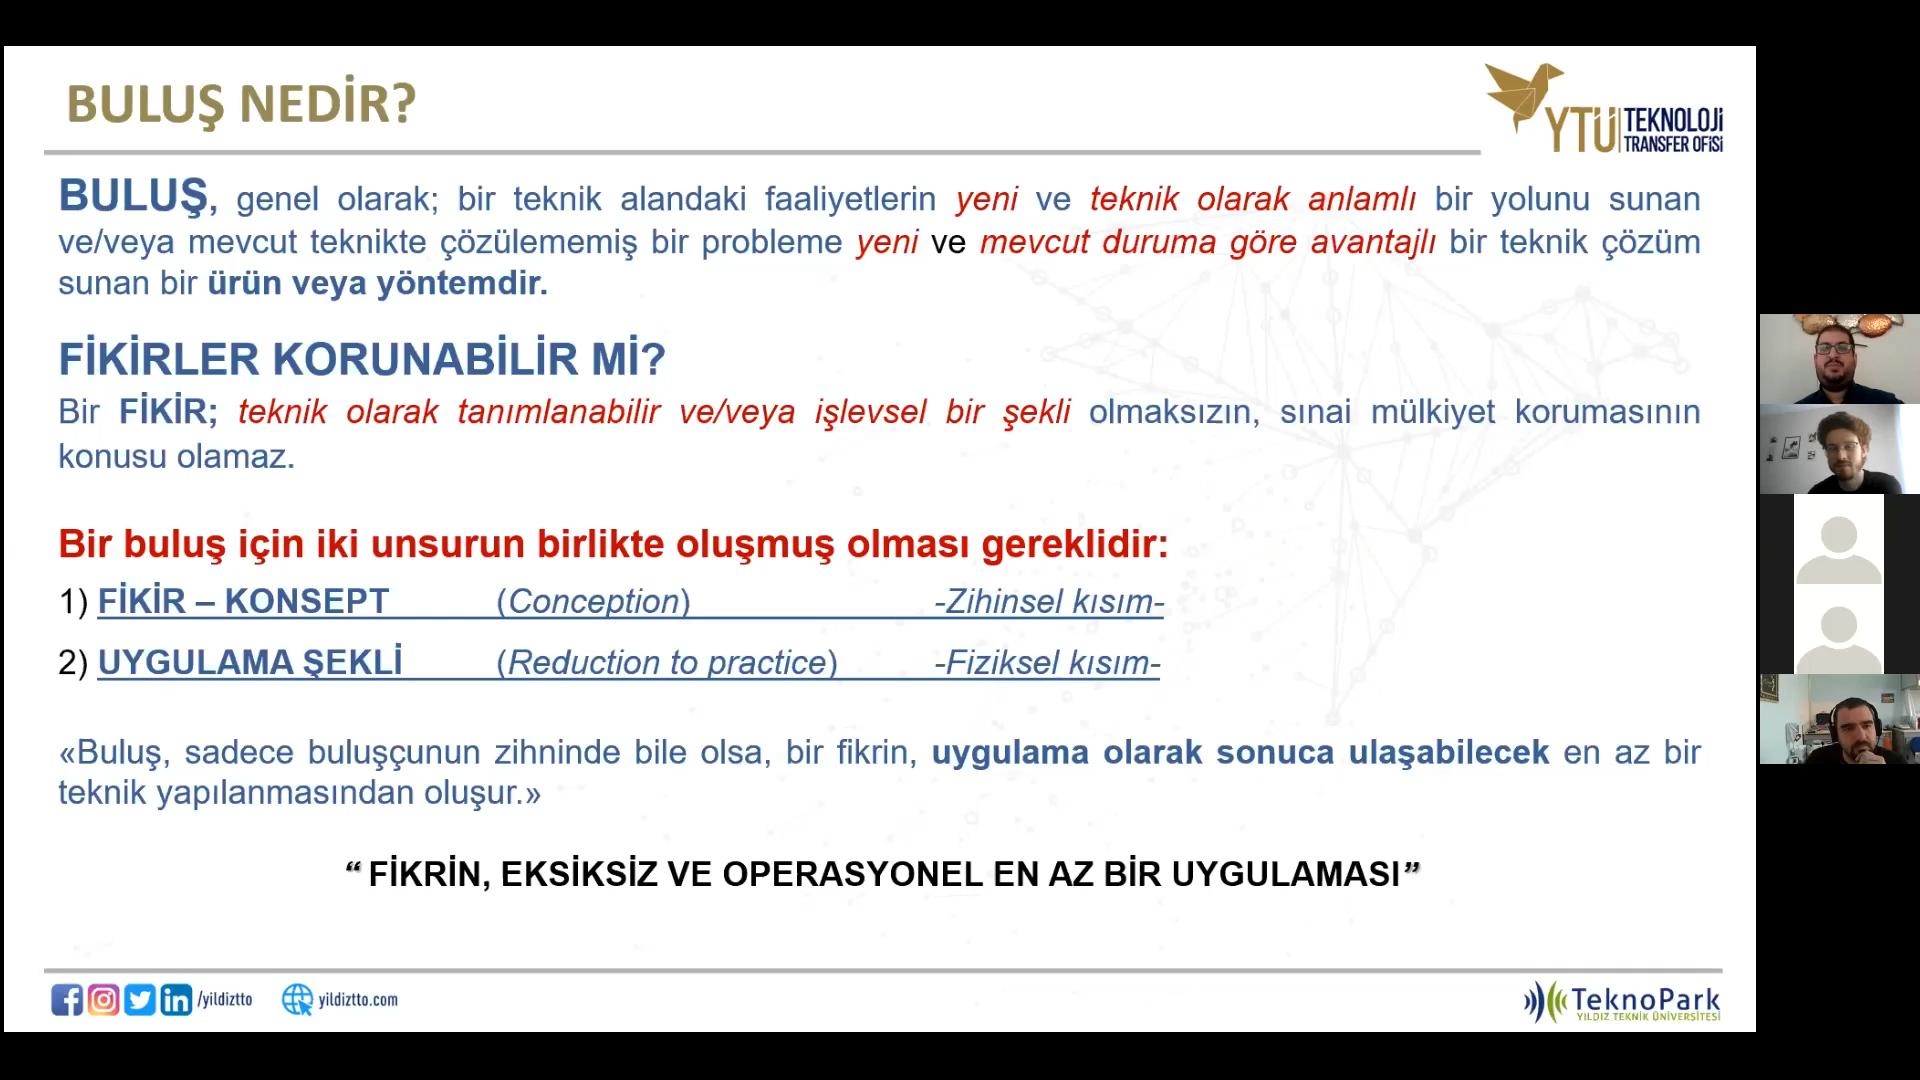 BULUŞ NEDİR?
YTÜ TEKNOLOJİ
TRANSFER OFİSİ
BULUŞ, genel olarak; bir teknik alandaki faaliyetlerin yeni ve teknik olarak anlamlı bir yolunu sunan
ve/veya mevcut teknikte çözülememiş bir probleme yeni ve mevcut duruma göre avantajlı bir teknik çözüm
sunan bir ürün veya yöntemdir.
FİKİRLER KORUNABİLİR Mİ?
Bir FİKİR; teknik olarak tanımlanabilir ve/veya işlevsel bir şekli olmaksızın, sınai mülkiyet korumasının
konusu olamaz.
Bir buluş için iki unsurun birlikte oluşmuş olması gereklidir:
1) FİKİR – KONSEPT (Conception) -Zihinsel kısım-
2) UYGULAMA ŞEKLİ (Reduction to practice) -Fiziksel kısım-
«Buluş, sadece buluşçunun zihninde bile olsa, bir fikrin, uygulama olarak sonuca ulaşabilecek en az bir
teknik yapılanmasından oluşur.»
“ FİKRİN, EKSİKSİZ VE OPERASYONEL EN AZ BİR UYGULAMASI”
/yildiztto yildiztto.com
TeknoPark
YILDIZ TEKNİK ÜNİVERSİTESİ